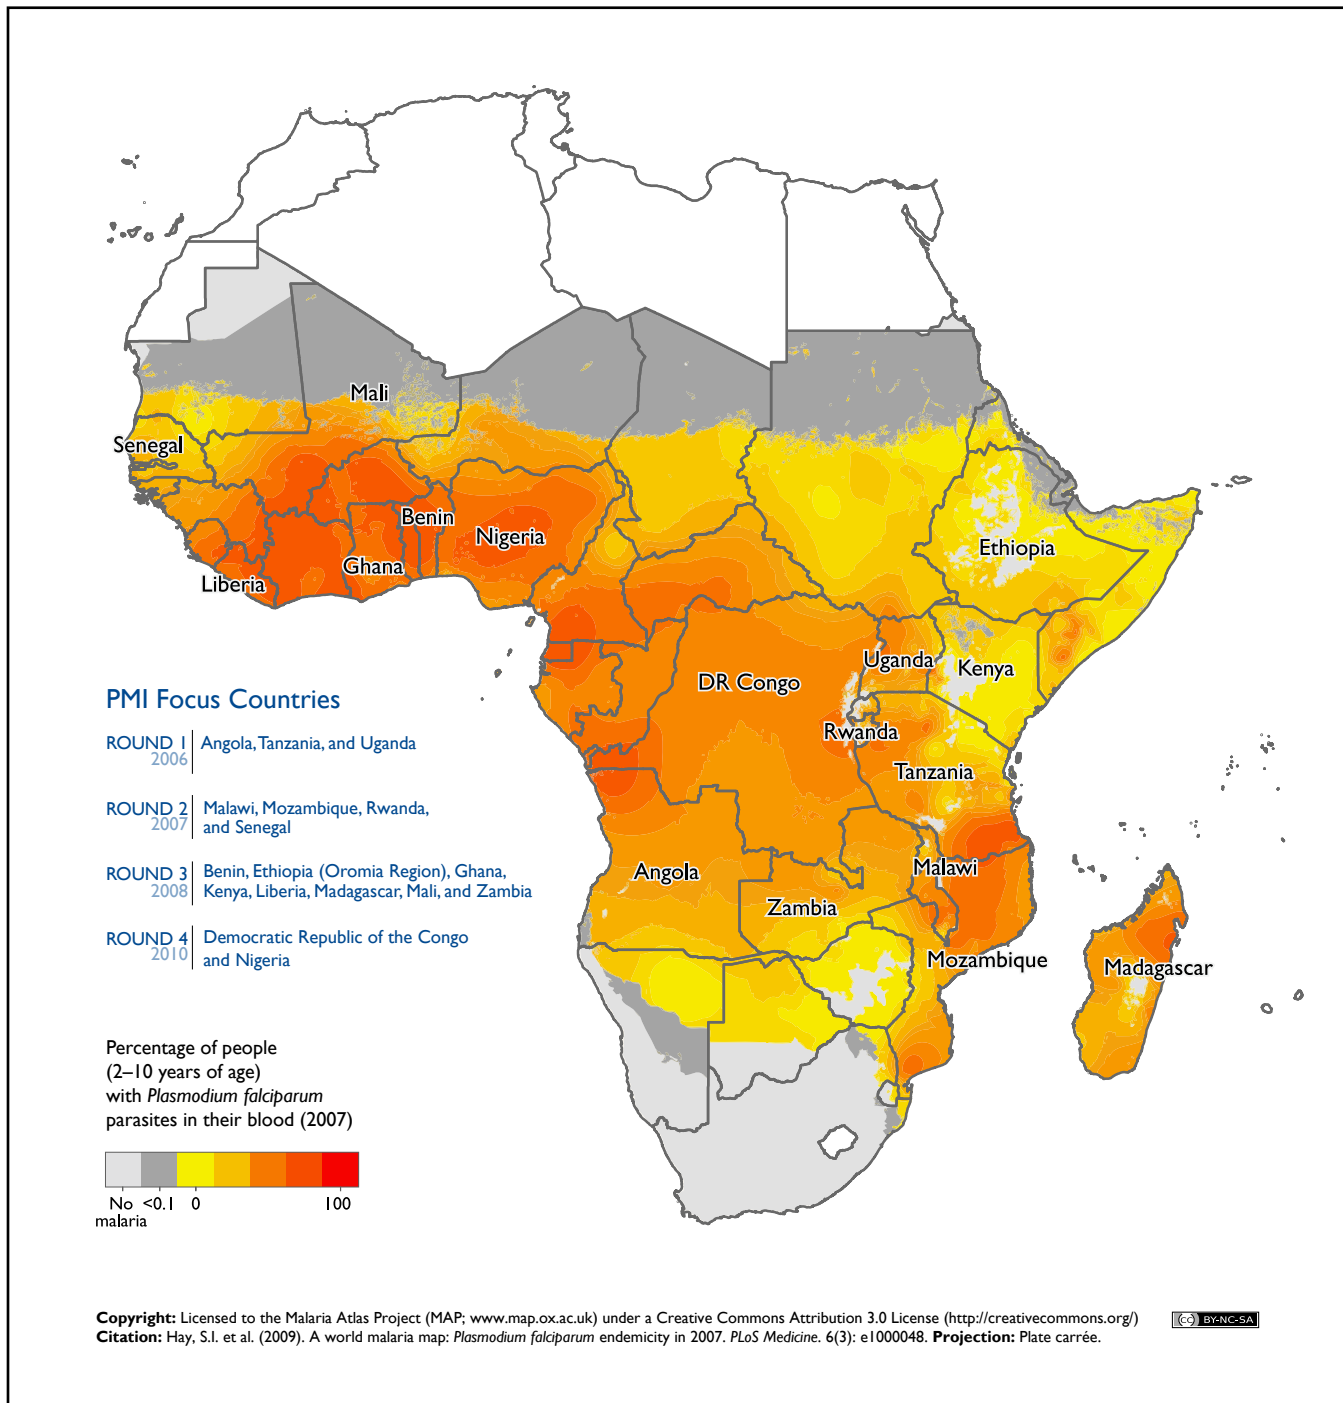 Mali
Senegal
Benin
Nigeria
Ghana
Liberia
Ethiopia
Uganda
Kenya
DR Congo
Rwanda
Tanzania
Malawi
Angola
Zambia
Mozambique
Madagascar
PMI Focus Countries
ROUND 1 Angola, Tanzania, and Uganda
2006
ROUND 2 Malawi, Mozambique, Rwanda,
2007 and Senegal
ROUND 3 Benin, Ethiopia (Oromia Region), Ghana,
2008 Kenya, Liberia, Madagascar, Mali, and Zambia
ROUND 4 Democratic Republic of the Congo
2010 and Nigeria
Percentage of people
(2–10 years of age)
with Plasmodium falciparum
parasites in their blood (2007)
No <0.1 0 100
malaria
Copyright: Licensed to the Malaria Atlas Project (MAP; www.map.ox.ac.uk) under a Creative Commons Attribution 3.0 License (http://creativecommons.org/)
cc BY-NC-SA
Citation: Hay, S.I. et al. (2009). A world malaria map: Plasmodium falciparum endemicity in 2007. PLoS Medicine. 6(3): e1000048. Projection: Plate carrée.